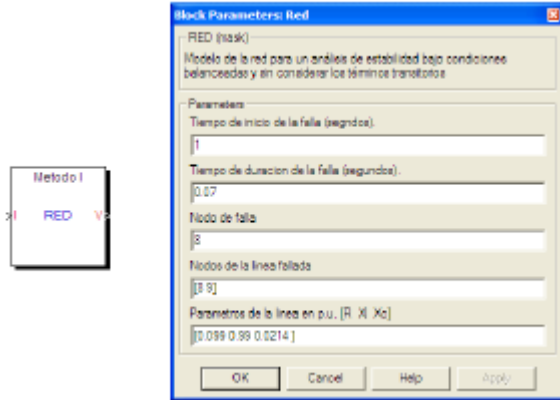 Block Parameters: Red
RED (mask)
Modelo de la red para un análisis de estabilidad bajo condiciones
balanceadas y sin considerar los términos transitorios
Parameters
Tiempo de inicio de la falla (segndos).
1
Tiempo de duracion de la falla (segundos).
0.07
Nodo de falla
8
Nodos de la linea fallada
[8 9]
Parametros de la linea en p.u. [R Xl Xc]
[0.099 0.99 0.0214 ]
OK Cancel Help Apply
Metodo I
I RED V